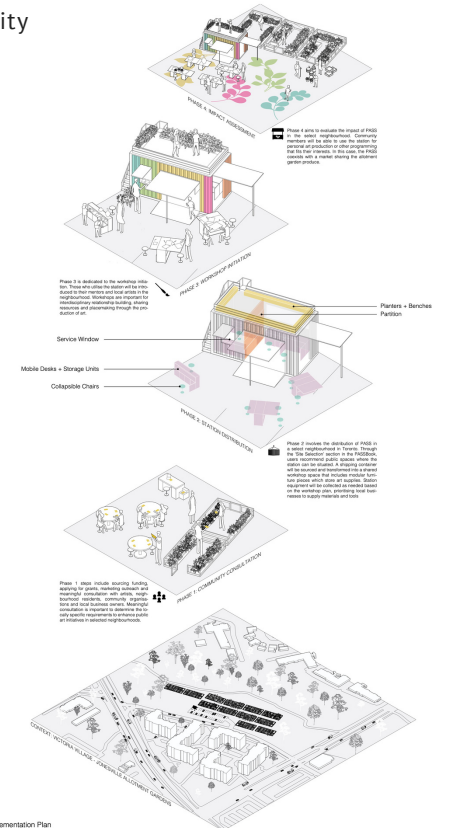 ity
PHASE 4: IMPACT ASSESSMENT
Phase 4 aims to evaluate the impact of PASS
in the select neighbourhood. Community
members will be able to use the station for
personal art production or other programming
that fits their interests. In this case, the PASS
coexists with a market sharing the allotment
garden produce.
PHASE 3: WORKSHOP INITIATION
Phase 3 is dedicated to the workshop initia-
tion. Those who utilise the station will be intro-
duced to their mentors and local artists in the
neighbourhood. Workshops are important for
interdisciplinary relationship building, sharing
resources and placemaking through the pro-
duction of art.
Planters + Benches
Partition
Service Window
Mobile Desks + Storage Units
Collapsible Chairs
PHASE 2: STATION DISTRIBUTION
Phase 2 involves the distribution of PASS in
a select neighbourhood in Toronto. Through
the 'Site Selection' section in the PASSBook,
users recommend public spaces where the
station can be situated. A shipping container
will be sourced and transformed into a shared
workshop space that includes modular furni-
ture pieces which store art supplies. Station
equipment will be collected as needed based
on the workshop plan, prioritising local busi-
nesses to supply materials and tools
PHASE 1: COMMUNITY CONSULTATION
Phase 1 steps include sourcing funding,
applying for grants, marketing outreach and
meaningful consultation with artists, neigh-
bourhood residents, community organisa-
tions and local business owners. Meaningful
consultation is important to determine the lo-
cally specific requirements to enhance public
art initiatives in selected neighbourhoods.
CONTEXT: VICTORIA VILLAGE - JONESVILLE ALLOTMENT GARDENS
ementation Plan